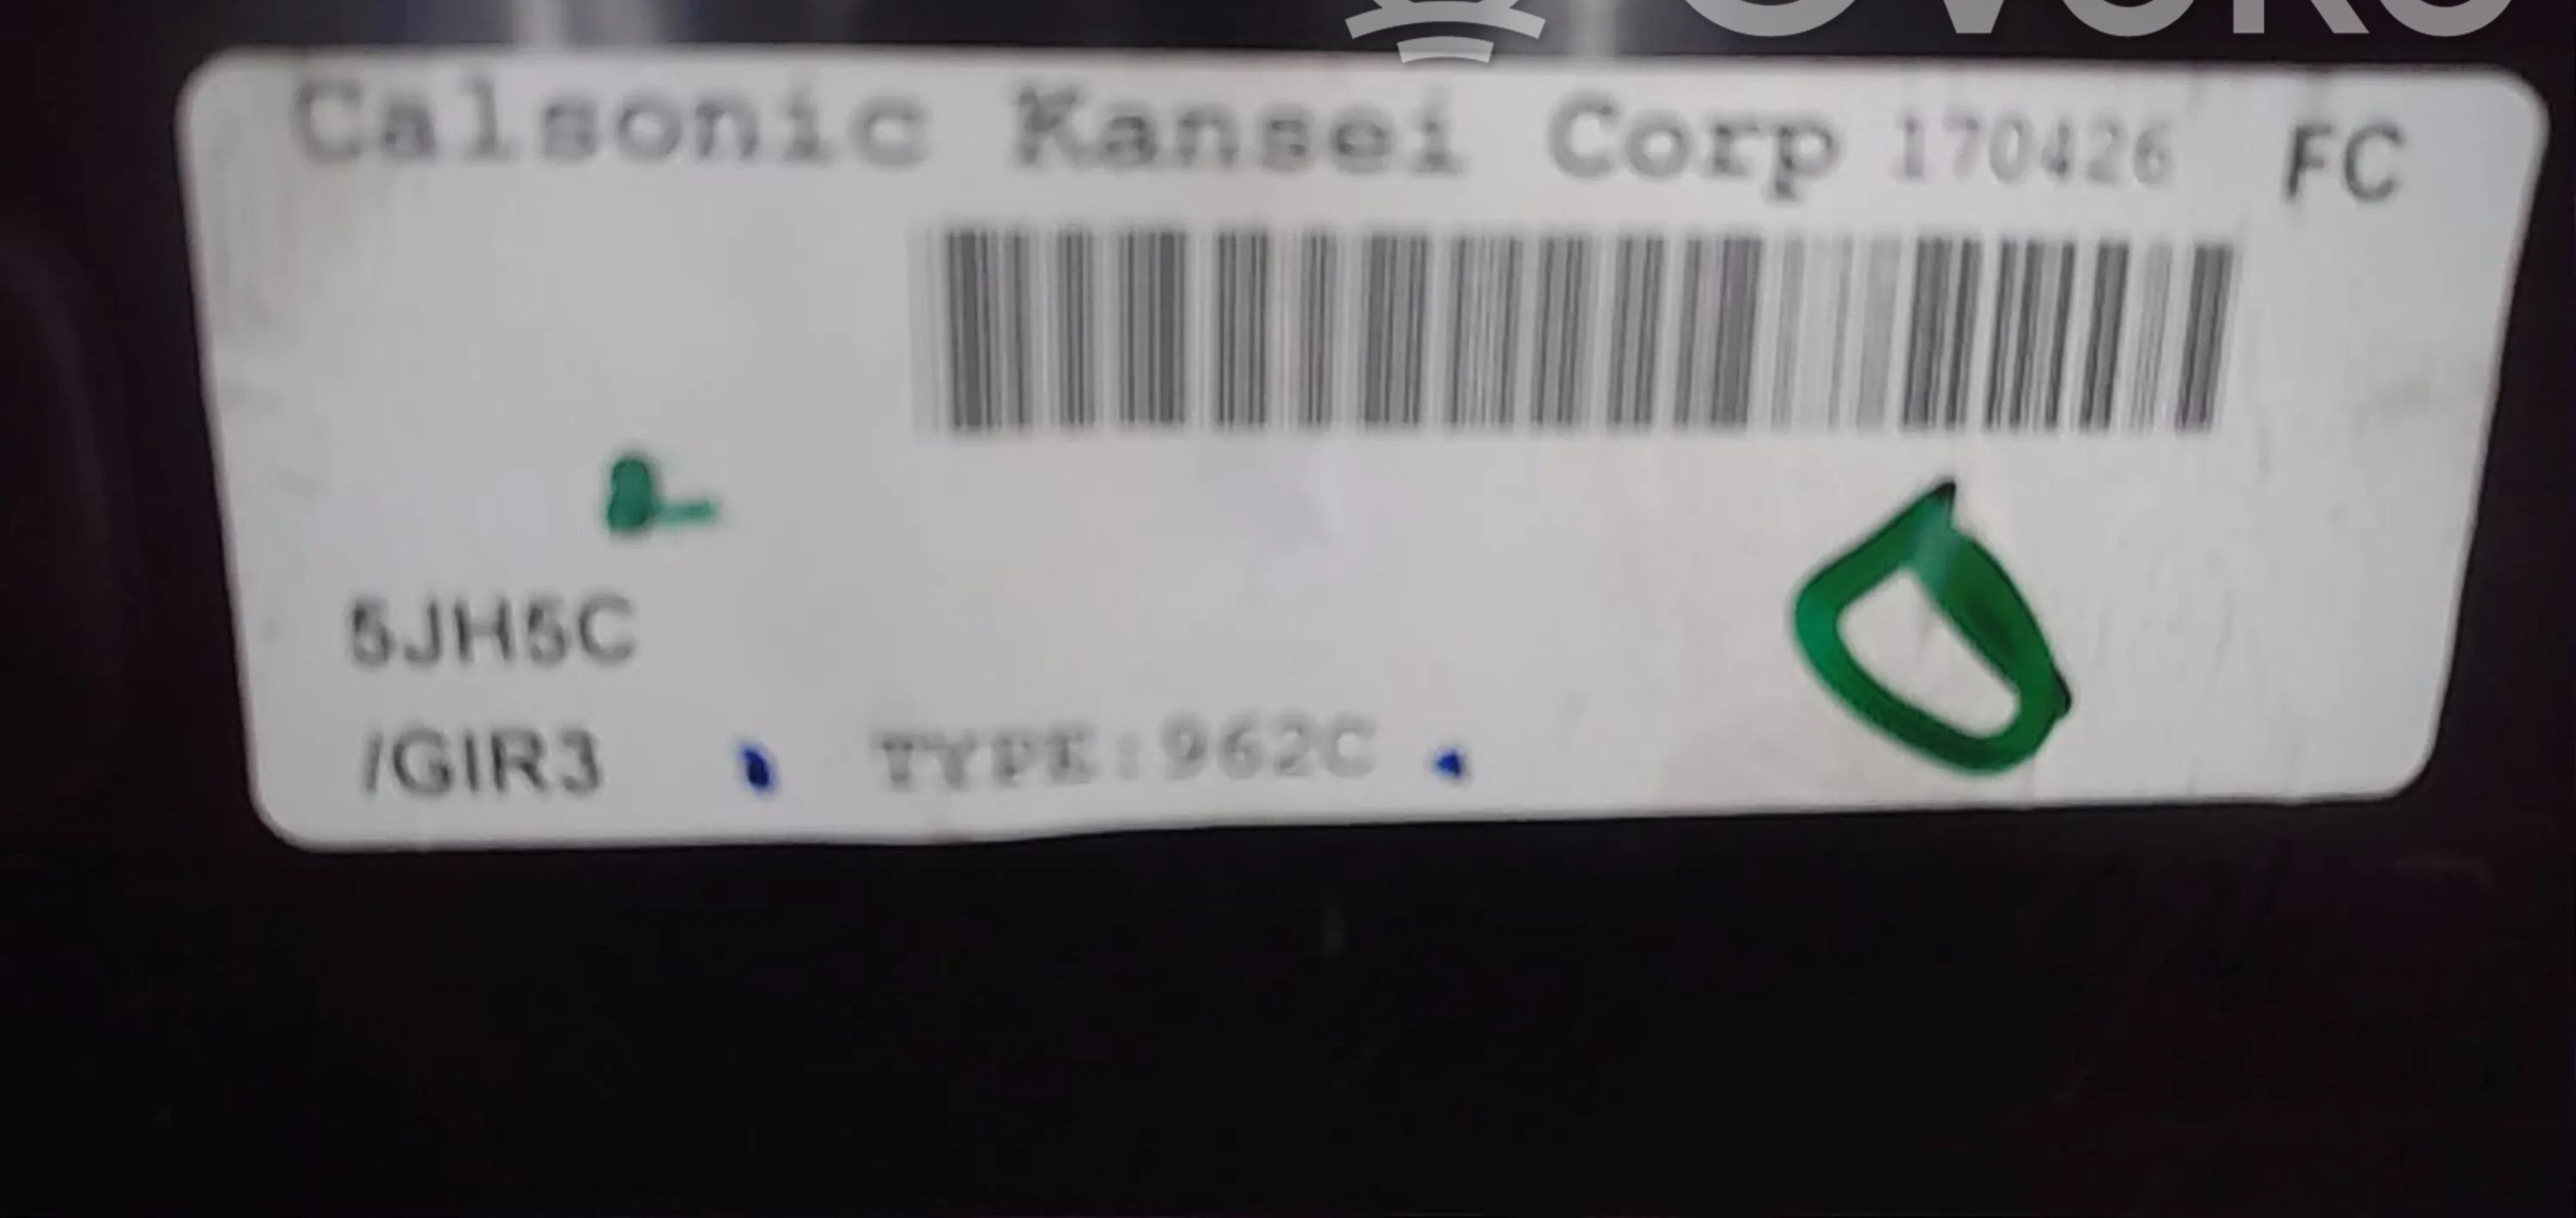 Calsonic Kansei Corp 170426 FC
5JH5C
/GIR3
TYPE:962C